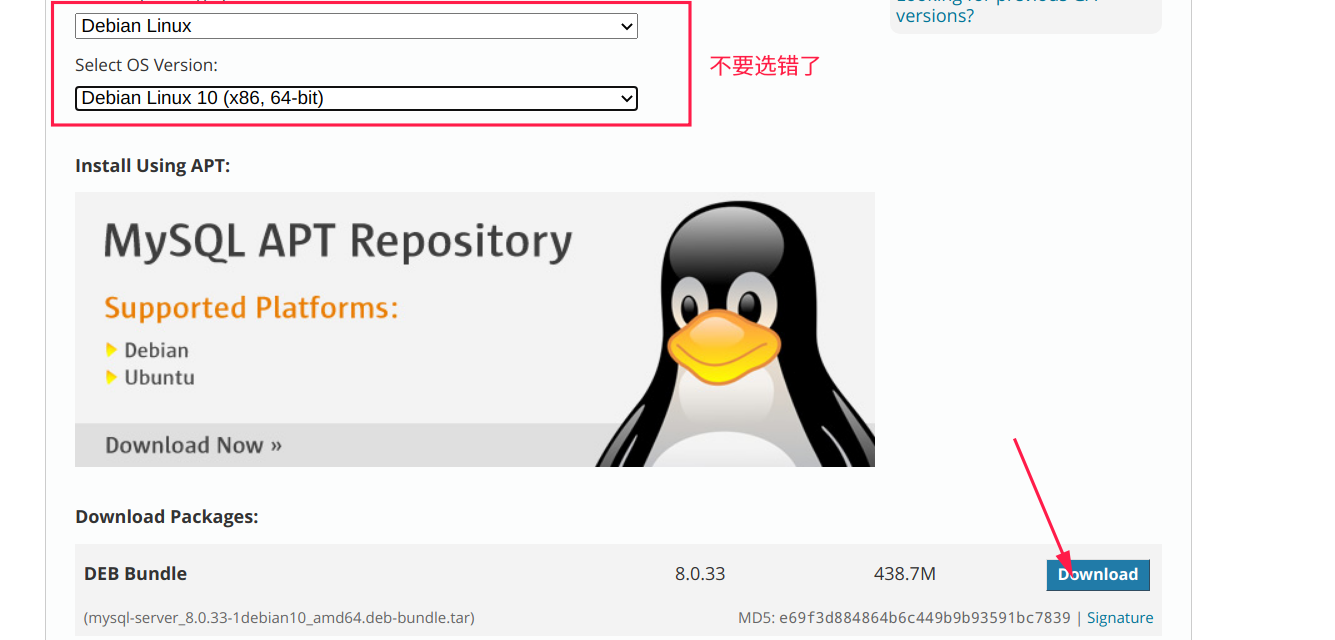 versions?
Debian Linux
Select OS Version:
不要选错了
Debian Linux 10 (x86, 64-bit)
Install Using APT:
MySQL APT Repository
Supported Platforms:
Debian
Ubuntu
Download Now »
Download Packages:
DEB Bundle 8.0.33 438.7M Download
(mysql-server_8.0.33-1debian10_amd64.deb-bundle.tar) MD5: e69f3d884864b6c449b9b93591bc7839 | Signature